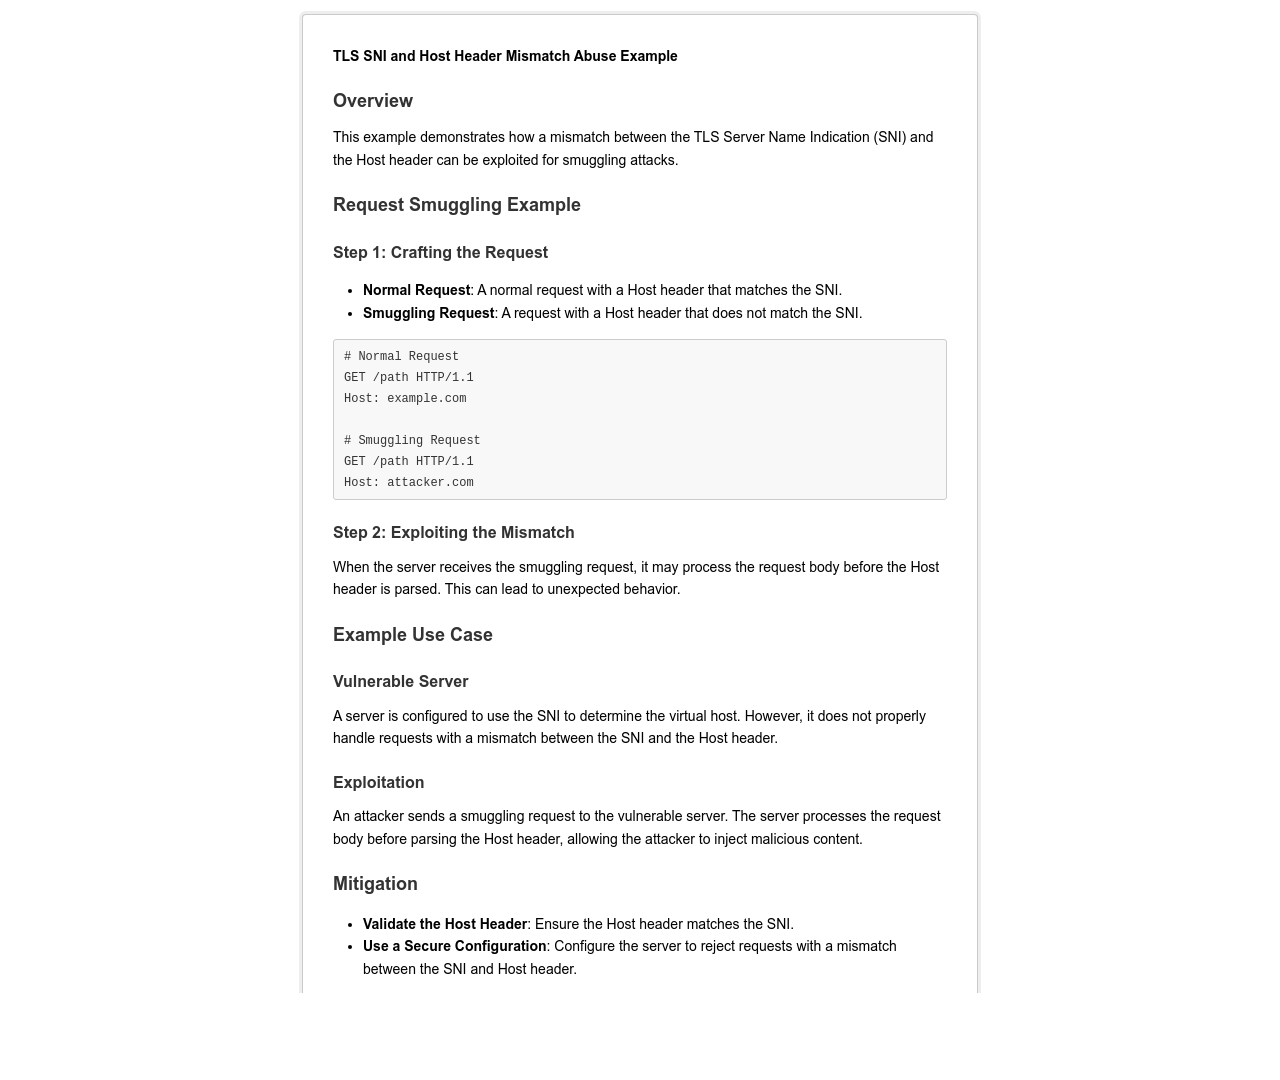 TLS SNI and Host Header Mismatch Abuse Example
Overview
This example demonstrates how a mismatch between the TLS Server Name Indication (SNI) and
the Host header can be exploited for smuggling attacks.
Request Smuggling Example
Step 1: Crafting the Request
• Normal Request: A normal request with a Host header that matches the SNI.
• Smuggling Request: A request with a Host header that does not match the SNI.
# Normal Request
GET /path HTTP/1.1
Host: example.com
# Smuggling Request
GET /path HTTP/1.1
Host: attacker.com
Step 2: Exploiting the Mismatch
When the server receives the smuggling request, it may process the request body before the Host
header is parsed. This can lead to unexpected behavior.
Example Use Case
Vulnerable Server
A server is configured to use the SNI to determine the virtual host. However, it does not properly
handle requests with a mismatch between the SNI and the Host header.
Exploitation
An attacker sends a smuggling request to the vulnerable server. The server processes the request
body before parsing the Host header, allowing the attacker to inject malicious content.
Mitigation
• Validate the Host Header: Ensure the Host header matches the SNI.
• Use a Secure Configuration: Configure the server to reject requests with a mismatch
between the SNI and Host header.